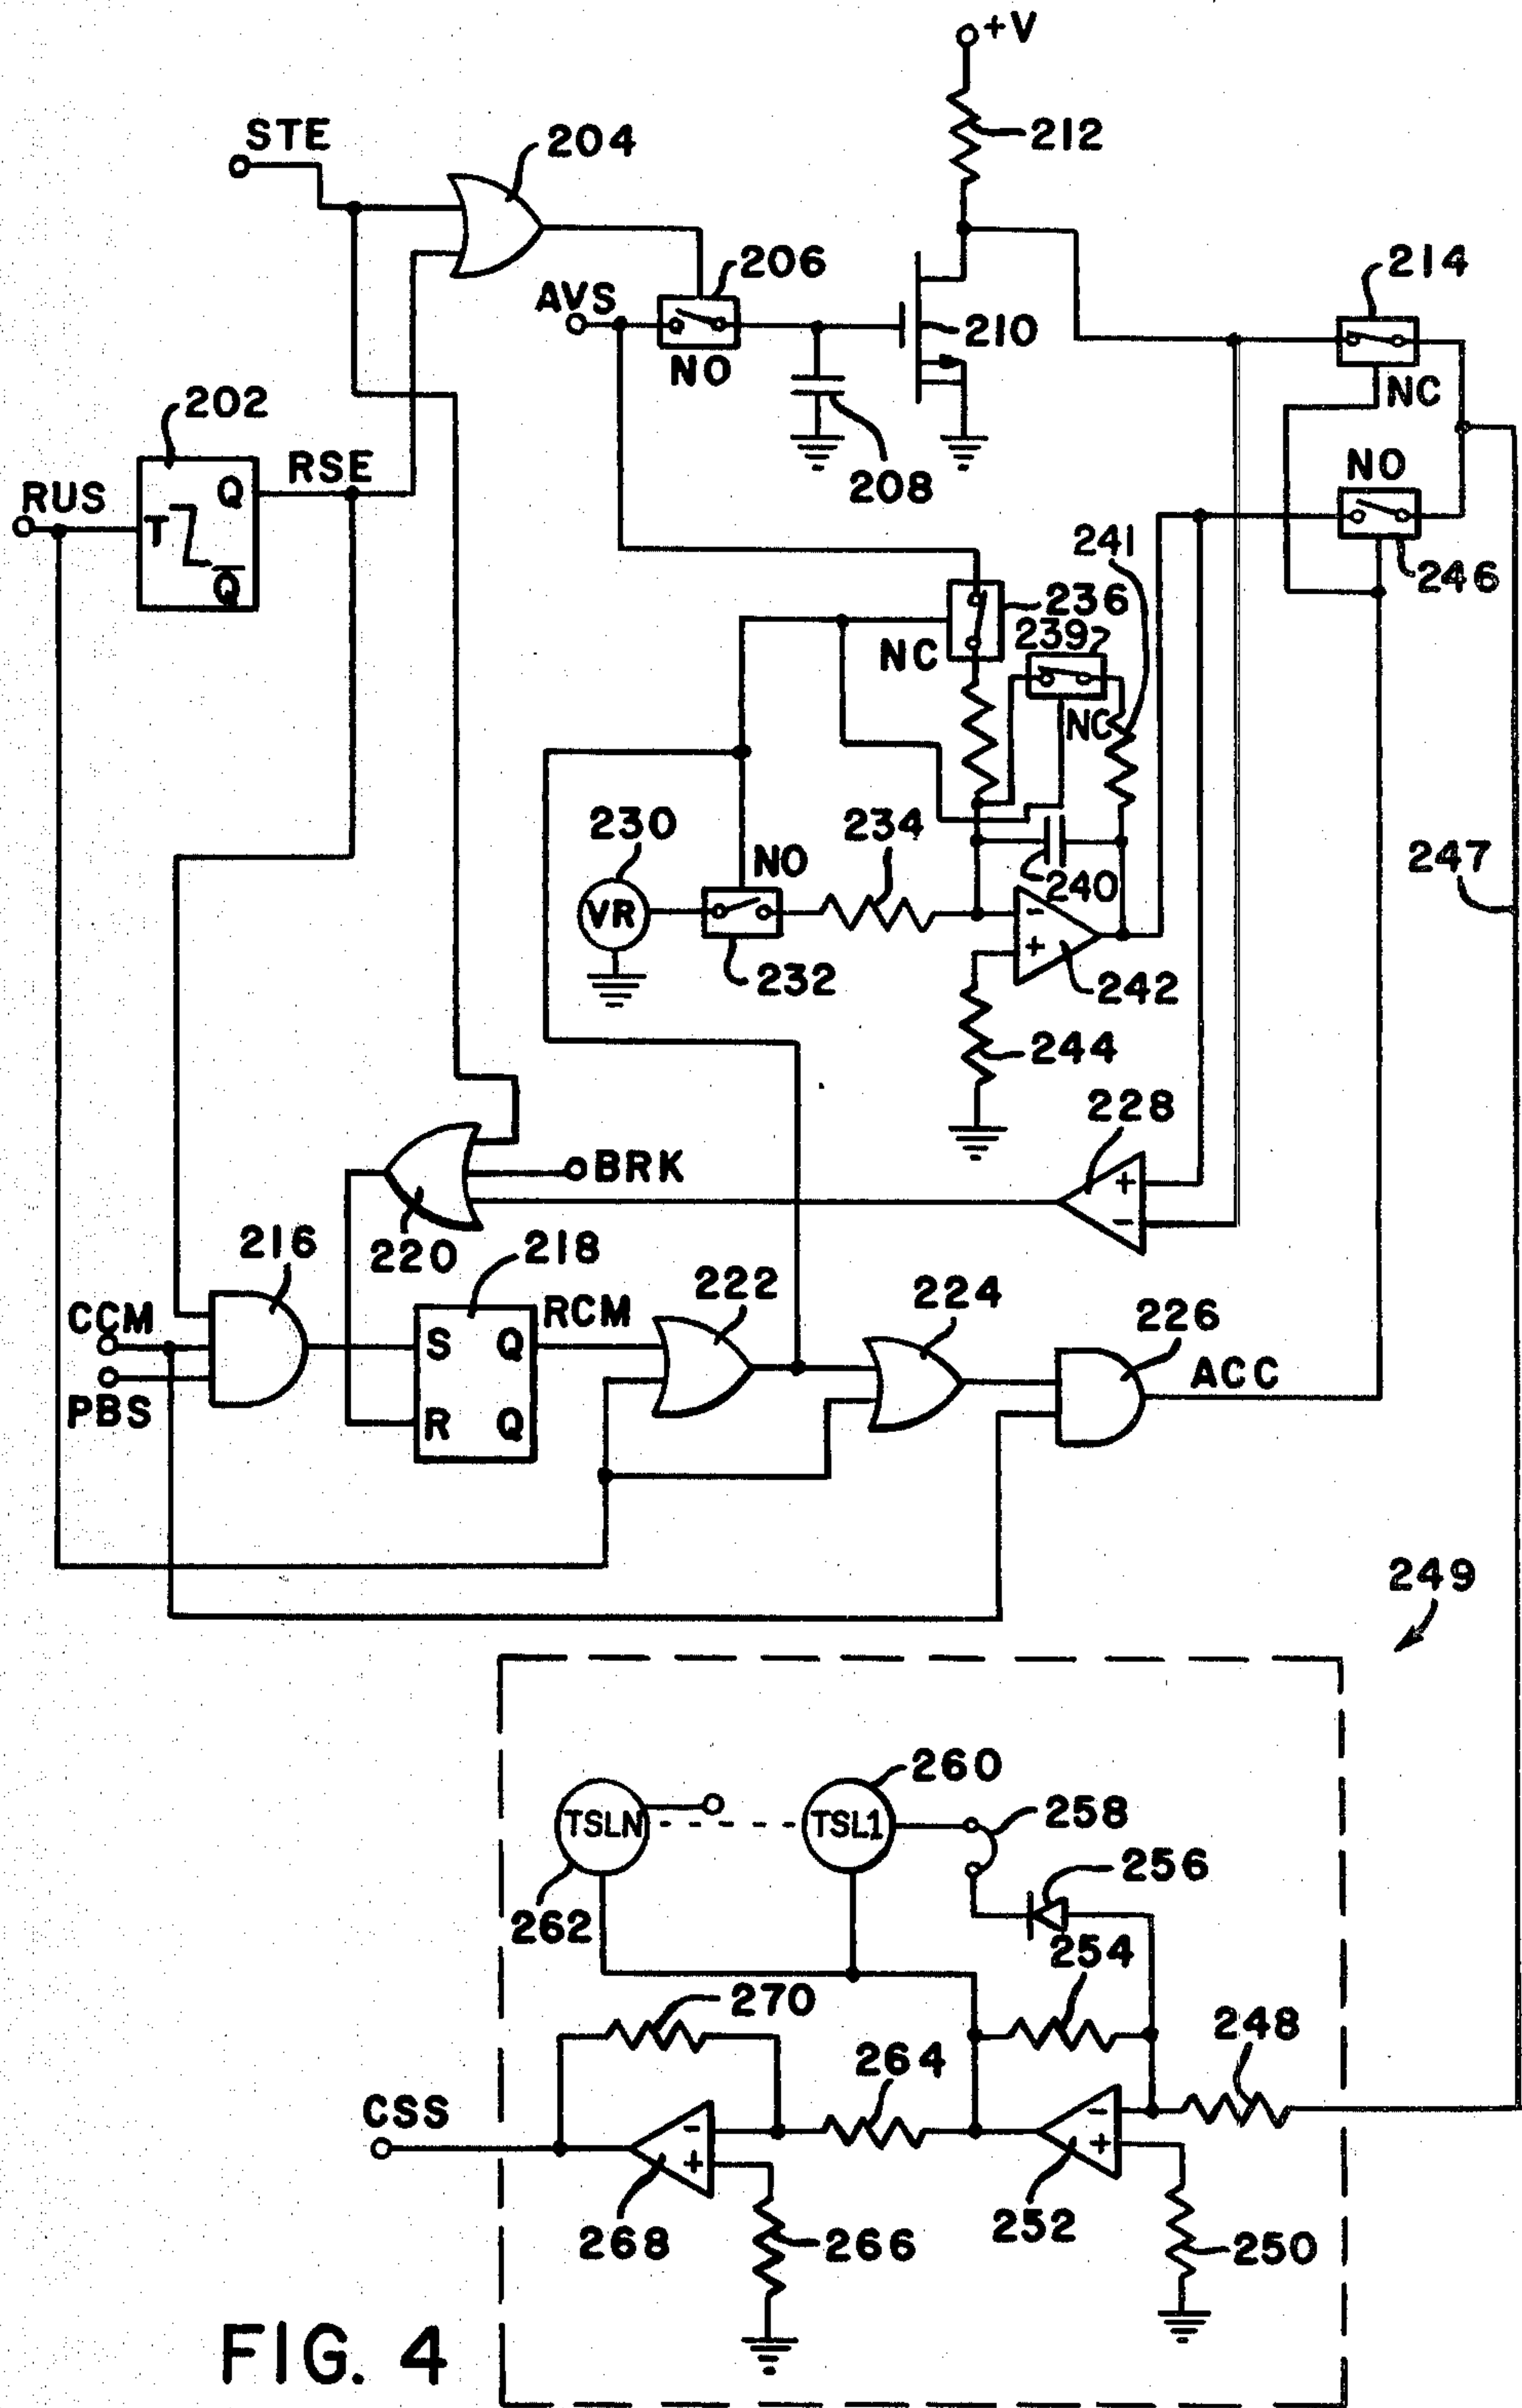 +V
212
STE
204
206
AVS
NO
210
214
NC
208
202
RSE
RUS
T
Q
Q̅
NO
246
241
236
239
NC
NC
247
230
VR
NO
232
234
240
-
+
242
244
228
+
-
BRK
220
216
218
CCM
PBS
S
Q
R
Q
RCM
222
224
226
ACC
249
260
TSLN
TSL1
258
256
262
254
270
248
264
CSS
-
+
268
266
-
+
252
250
FIG. 4